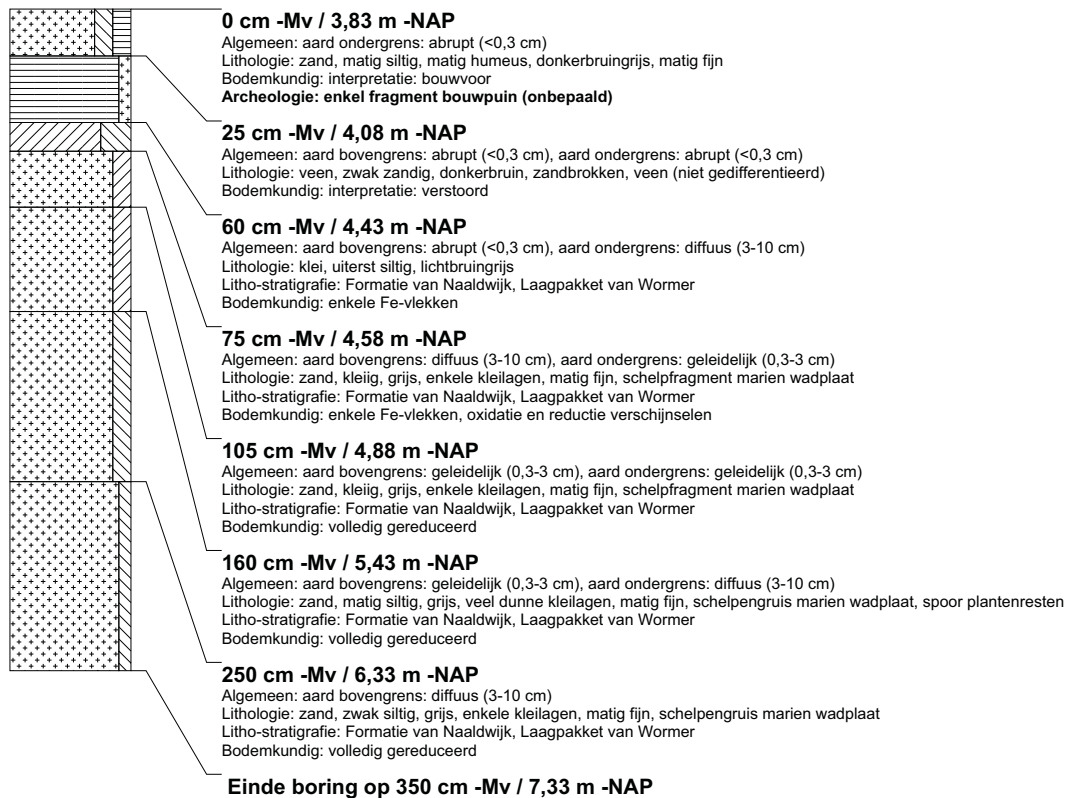 0 cm -Mv / 3,83 m -NAP
Algemeen: aard ondergrens: abrupt (<0,3 cm)
Lithologie: zand, matig siltig, matig humeus, donkerbruingrijs, matig fijn
Bodemkundig: interpretatie: bouwvoor
Archeologie: enkel fragment bouwpuin (onbepaald)
25 cm -Mv / 4,08 m -NAP
Algemeen: aard bovengrens: abrupt (<0,3 cm), aard ondergrens: abrupt (<0,3 cm)
Lithologie: veen, zwak zandig, donkerbruin, zandbrokken, veen (niet gedifferentieerd)
Bodemkundig: interpretatie: verstoord
60 cm -Mv / 4,43 m -NAP
Algemeen: aard bovengrens: abrupt (<0,3 cm), aard ondergrens: diffuus (3-10 cm)
Lithologie: klei, uiterst siltig, lichtbruingrijs
Litho-stratigrafie: Formatie van Naaldwijk, Laagpakket van Wormer
Bodemkundig: enkele Fe-vlekken
75 cm -Mv / 4,58 m -NAP
Algemeen: aard bovengrens: diffuus (3-10 cm), aard ondergrens: geleidelijk (0,3-3 cm)
Lithologie: zand, kleiig, grijs, enkele kleilagen, matig fijn, schelpfragment marien wadplaat
Litho-stratigrafie: Formatie van Naaldwijk, Laagpakket van Wormer
Bodemkundig: enkele Fe-vlekken, oxidatie en reductie verschijnselen
105 cm -Mv / 4,88 m -NAP
Algemeen: aard bovengrens: geleidelijk (0,3-3 cm), aard ondergrens: geleidelijk (0,3-3 cm)
Lithologie: zand, kleiig, grijs, enkele kleilagen, matig fijn, schelpfragment marien wadplaat
Litho-stratigrafie: Formatie van Naaldwijk, Laagpakket van Wormer
Bodemkundig: volledig gereduceerd
160 cm -Mv / 5,43 m -NAP
Algemeen: aard bovengrens: geleidelijk (0,3-3 cm), aard ondergrens: diffuus (3-10 cm)
Lithologie: zand, matig siltig, grijs, veel dunne kleilagen, matig fijn, schelpengruis marien wadplaat, spoor plantenresten
Litho-stratigrafie: Formatie van Naaldwijk, Laagpakket van Wormer
Bodemkundig: volledig gereduceerd
250 cm -Mv / 6,33 m -NAP
Algemeen: aard bovengrens: diffuus (3-10 cm)
Lithologie: zand, zwak siltig, grijs, enkele kleilagen, matig fijn, schelpengruis marien wadplaat
Litho-stratigrafie: Formatie van Naaldwijk, Laagpakket van Wormer
Bodemkundig: volledig gereduceerd
Einde boring op 350 cm -Mv / 7,33 m -NAP